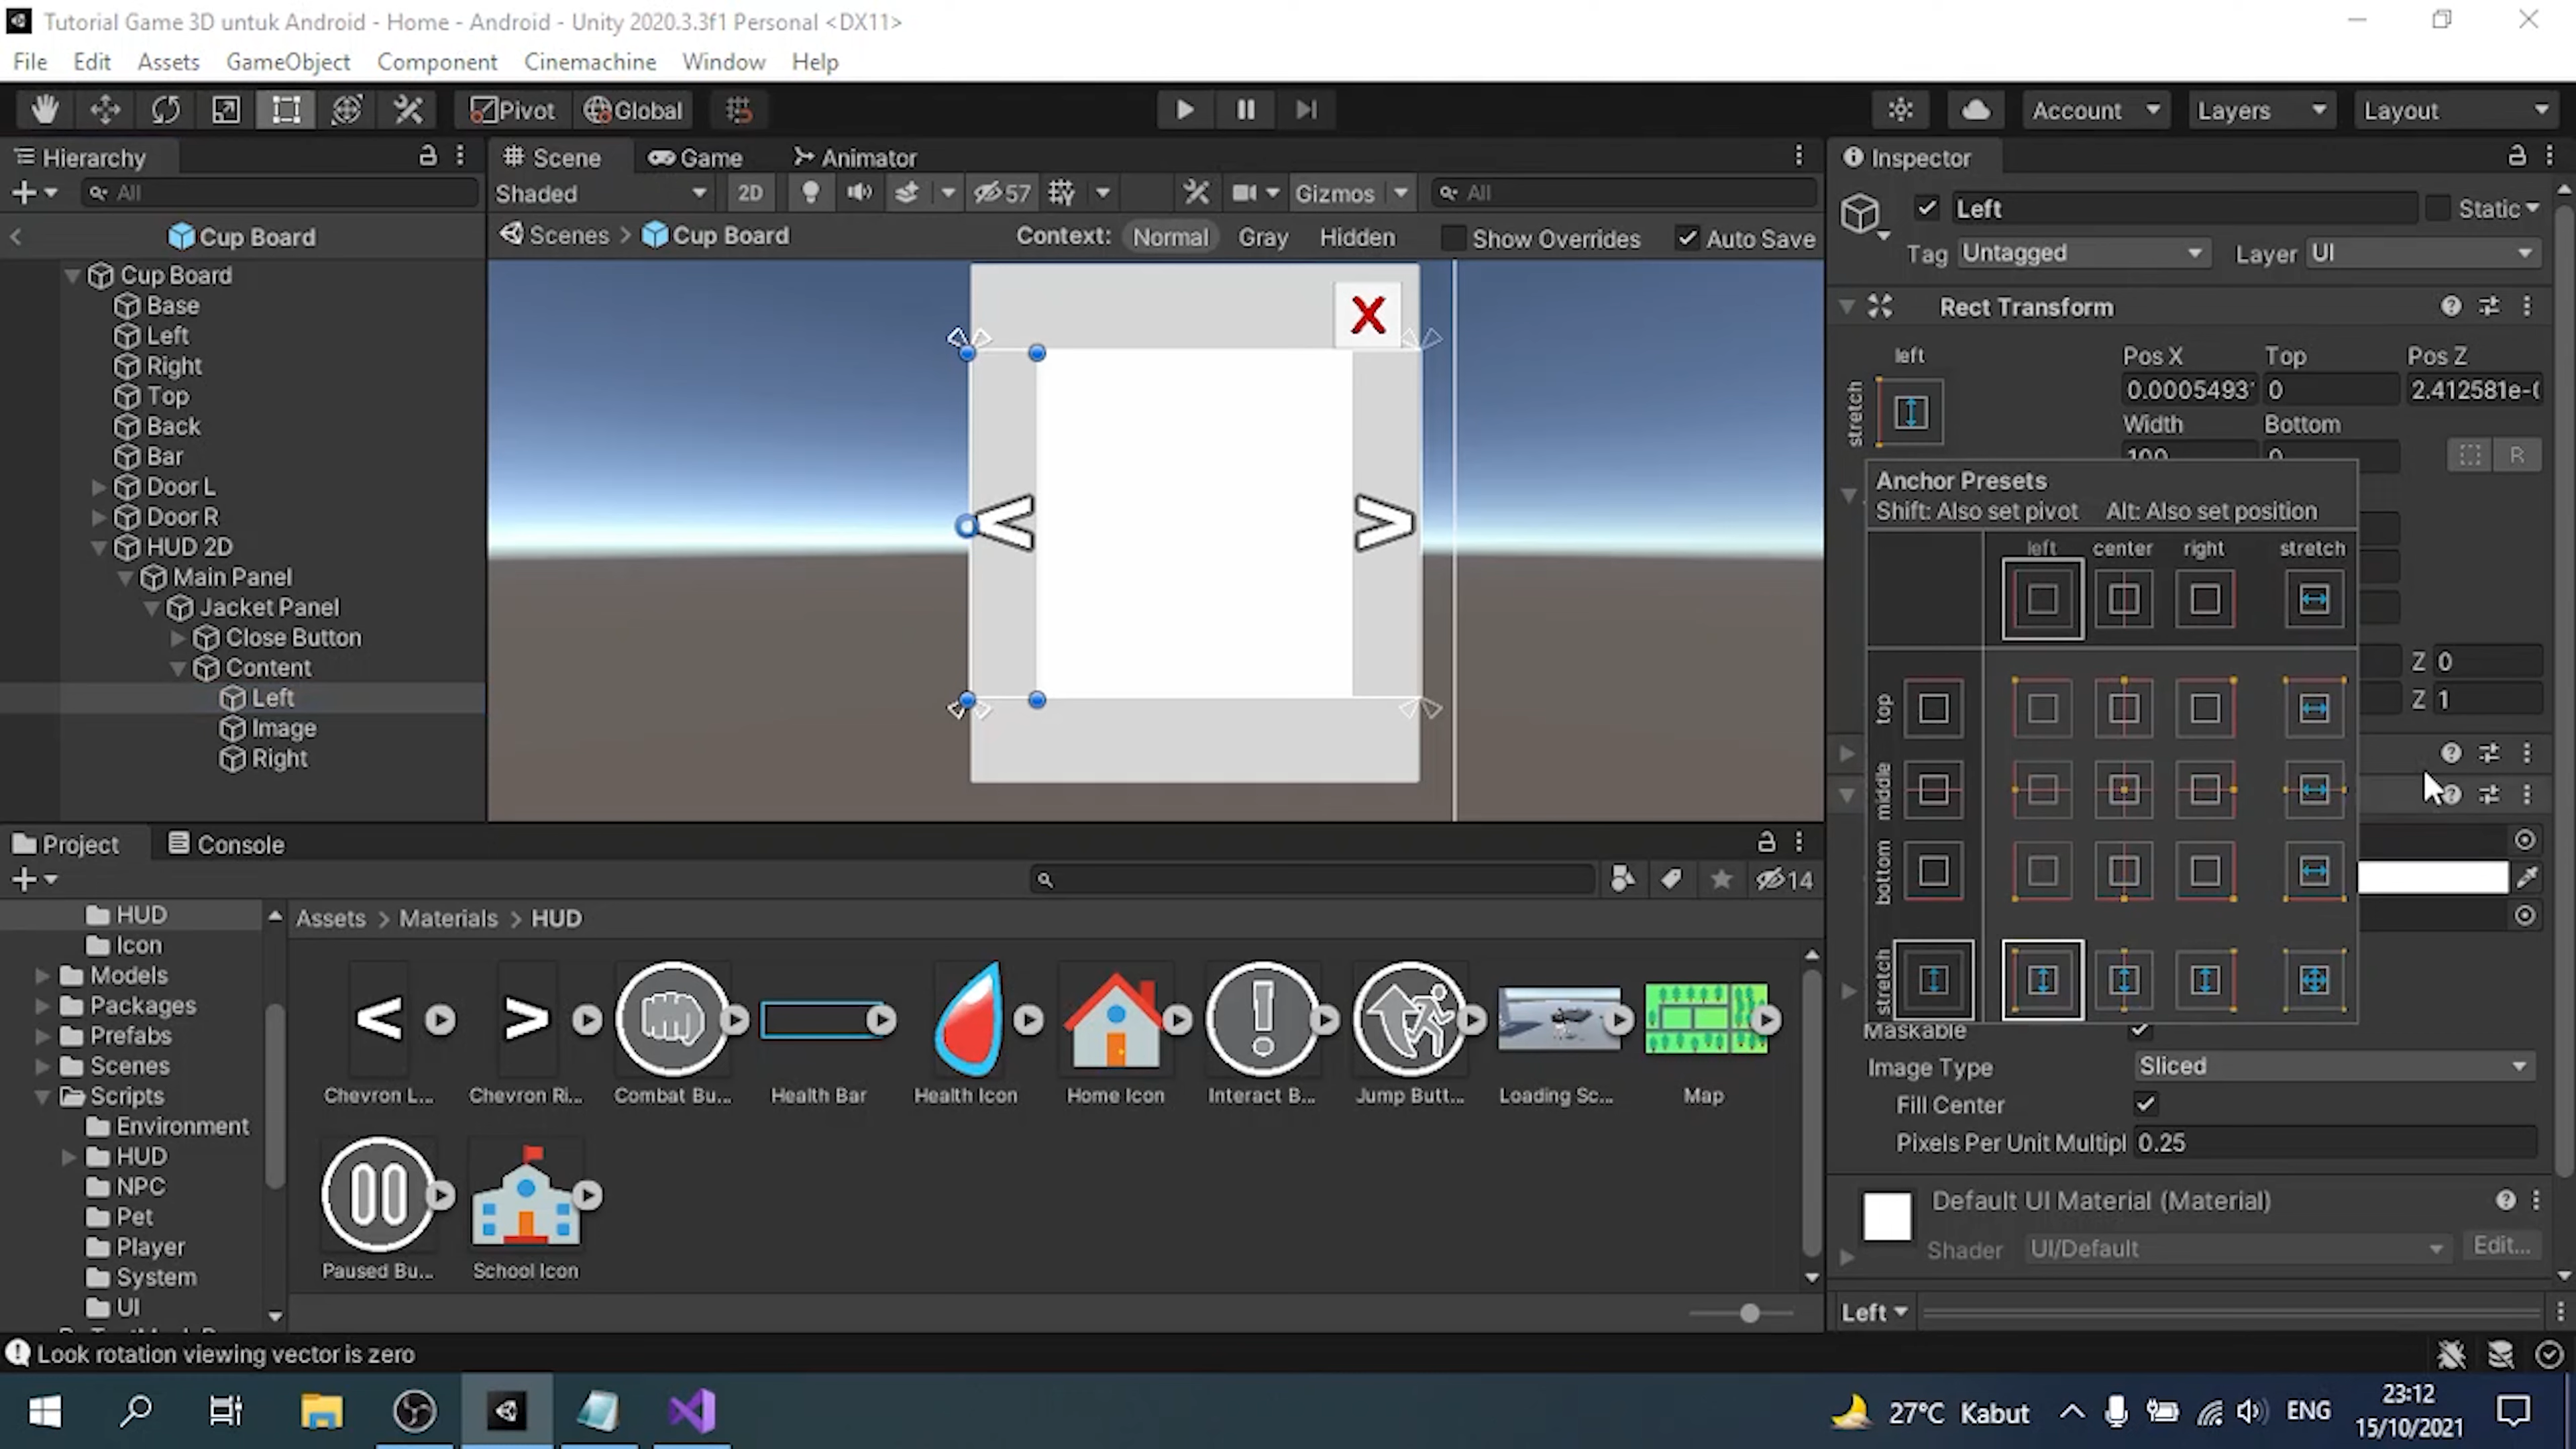 Tutorial Game 3D untuk Android - Home - Android - Unity 2020.3.3f1 Personal <DX11>
File Edit Assets GameObject Component Cinemachine Window Help
Pivot Global Account Layers Layout
Hierarchy
All
Cup Board
Cup Board
Base
Left
Right
Top
Back
Bar
Door L
Door R
HUD 2D
Main Panel
Jacket Panel
Close Button
Content
Left
Image
Right
Scene Game Animator
Shaded 2D 57 Gizmos All
Scenes > Cup Board Context: Normal Gray Hidden Show Overrides Auto Save
X
<
>
Inspector
Left Static
Tag Untagged Layer UI
Rect Transform
left Pos X Top Pos Z
stretch 0.0005493 0 2.412581e-(
Width Bottom
100 0 R
Anchor Presets
Shift: Also set pivot Alt: Also set position
left center right stretch
top
middle
bottom
stretch
Z 0
Z 1
Maskable
Image Type Sliced
Fill Center
Pixels Per Unit Multipl 0.25
Default UI Material (Material)
Shader UI/Default Edit...
Left
Project Console
14
HUD
Icon
Models
Packages
Prefabs
Scenes
Scripts
Environment
HUD
NPC
Pet
Player
System
UI
Assets > Materials > HUD
Chevron L... Chevron Ri... Combat Bu... Health Bar Health Icon Home Icon Interact B... Jump Butt... Loading Sc... Map
Paused Bu... School Icon
Look rotation viewing vector is zero
27°C Kabut ENG 23:12
15/10/2021